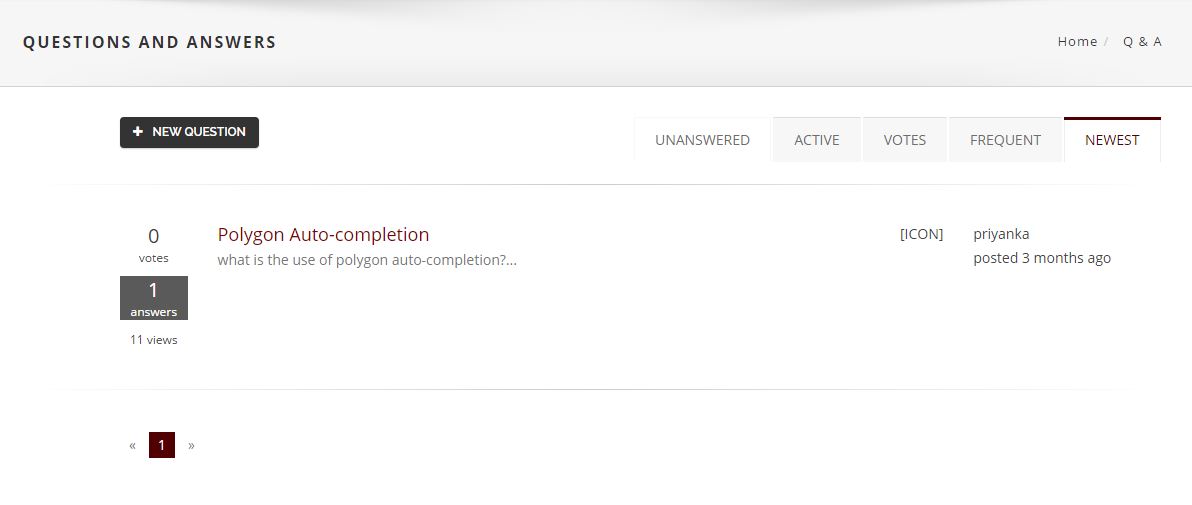 QUESTIONS AND ANSWERS
Home / Q & A
+ NEW QUESTION
UNANSWERED
ACTIVE
VOTES
FREQUENT
NEWEST
0
votes
1
answers
11 views
Polygon Auto-completion
what is the use of polygon auto-completion?...
[ICON]
priyanka
posted 3 months ago
« 1 »